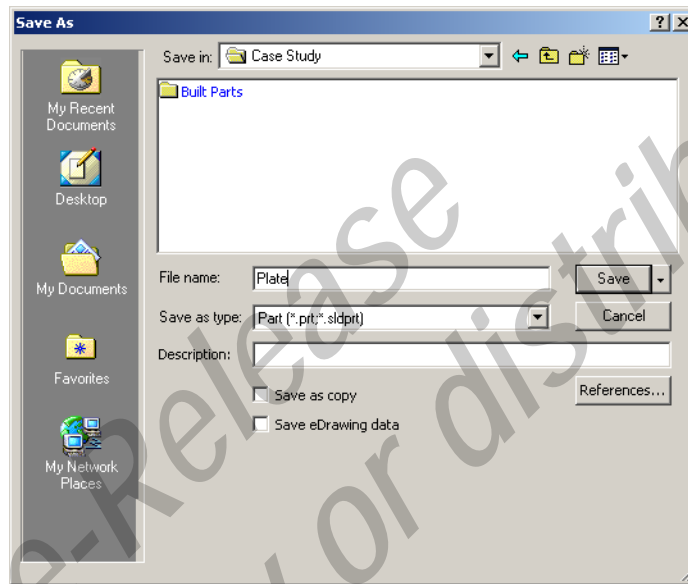 Save As
Save in: Case Study
Built Parts
My Recent
Documents
Desktop
My Documents
Favorites
My Network
Places
File name: Plate Save
Save as type: Part (*.prt;*.sldprt) Cancel
Description:
Save as copy References...
Save eDrawing data
e-Release
or distrib